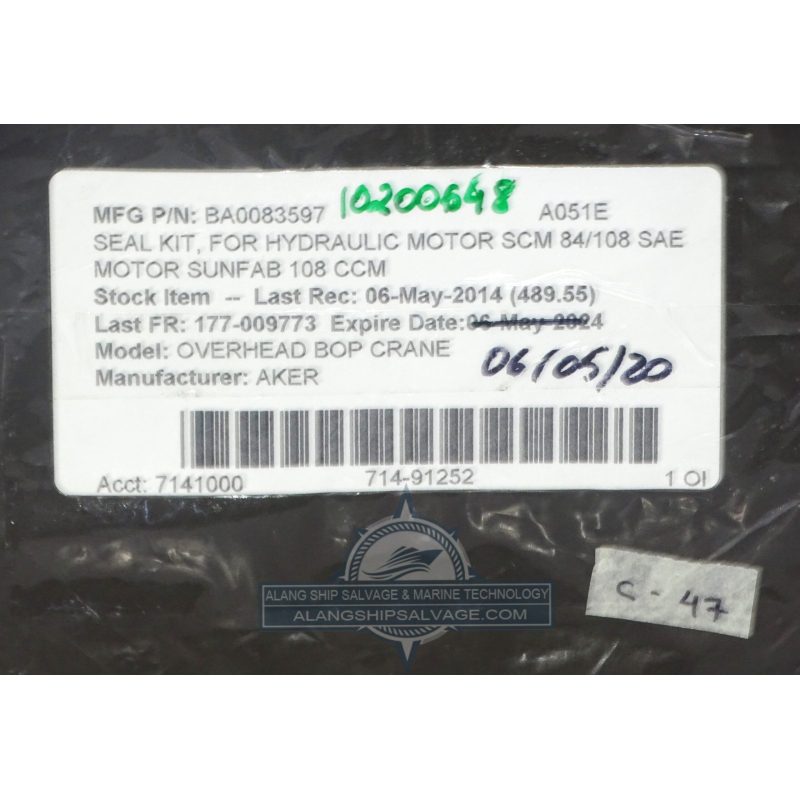 MFG P/N: BA0083597 10200648 A051E
SEAL KIT, FOR HYDRAULIC MOTOR SCM 84/108 SAE
MOTOR SUNFAB 108 CCM
Stock Item -- Last Rec: 06-May-2014 (489.55)
Last FR: 177-009773 Expire Date:06-May-2024
Model: OVERHEAD BOP CRANE 06/05/20
Manufacturer: AKER
Acct: 7141000 714-91252 1 OI
C-47
ALANG SHIP SALVAGE & MARINE TECHNOLOGY
ALANGSHIPSALVAGE.COM